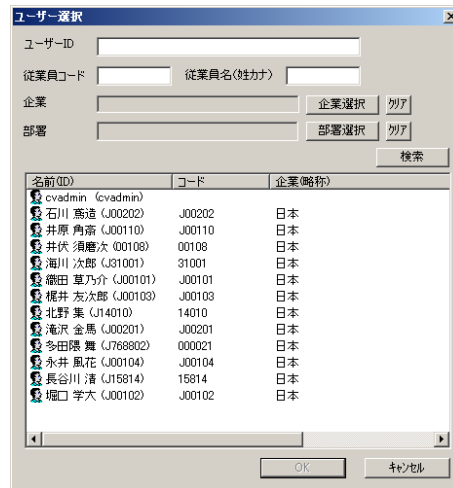 ユーザー選択
ユーザーID
従業員コード 従業員名(姓カナ)
企業 企業選択 クリア
部署 部署選択 クリア
検索
名前(ID) コード 企業(略称)
cvadmin (cvadmin)
石川 蔦造 (J00202) J00202 日本
井原 角斎 (J00110) J00110 日本
井伏 須磨次 (00108) 00108 日本
海川 次郎 (J31001) 31001 日本
織田 草乃介 (J00101) J00101 日本
梶井 友次郎 (J00103) J00103 日本
北野 集 (J14010) 14010 日本
滝沢 金馬 (J00201) J00201 日本
多田隈 舞 (J768802) 000021 日本
永井 風花 (J00104) J00104 日本
長谷川 清 (J15814) 15814 日本
堀口 学大 (J00102) J00102 日本
OK キャンセル